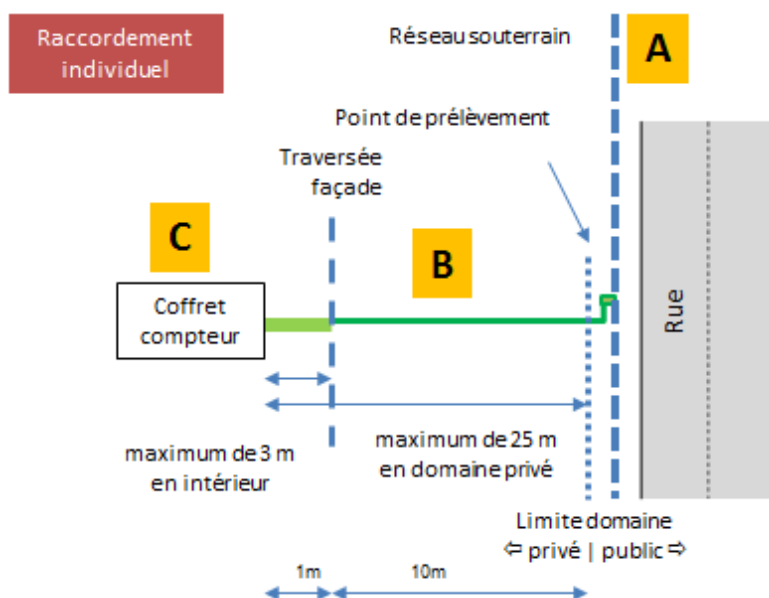 Raccordement
individuel
Réseau souterrain
A
Point de prélèvement
Traversée
façade
C
B
Coffret
compteur
Rue
maximum de 3 m
en intérieur
maximum de 25 m
en domaine privé
Limite domaine
⇦ privé | public ⇨
1m
10m